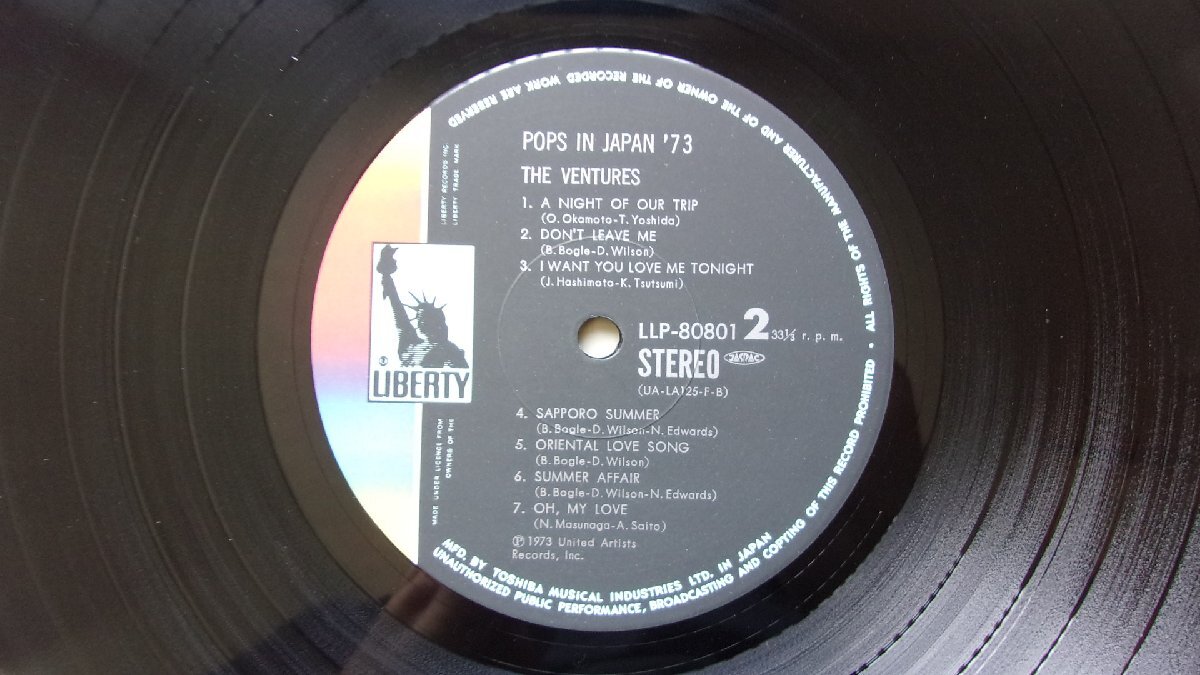 POPS IN JAPAN '73
THE VENTURES
1. A NIGHT OF OUR TRIP
(O. Okamoto-T. Yoshida)
2. DON'T LEAVE ME
(B. Bogle-D. Wilson)
3. I WANT YOU LOVE ME TONIGHT
(J. Hashimoto-K. Tsutsumi)
LLP-80801 2 33⅓ r. p. m.
STEREO JASRAC
(UA-LA125-F-B)
4. SAPPORO SUMMER
(B. Bogle-D. Wilson-N. Edwards)
5. ORIENTAL LOVE SONG
(B. Bogle-D. Wilson)
6. SUMMER AFFAIR
(B. Bogle-D. Wilson-N. Edwards)
7. OH, MY LOVE
(N. Masunaga-A. Saito)
Ⓟ 1973 United Artists
Records, Inc.
LIBERTY
LIBERTY RECORDS INC.
LIBERTY TRADE MARK
MADE UNDER LICENCE FROM
OWNERS OF THE
MFD. BY TOSHIBA MUSICAL INDUSTRIES LTD. IN JAPAN
UNAUTHORIZED PUBLIC PERFORMANCE, BROADCASTING AND COPYING OF THIS RECORD PROHIBITED • ALL RIGHTS OF THE MANUFACTURER AND OF THE OWNER OF THE RECORDED WORK ARE RESERVED